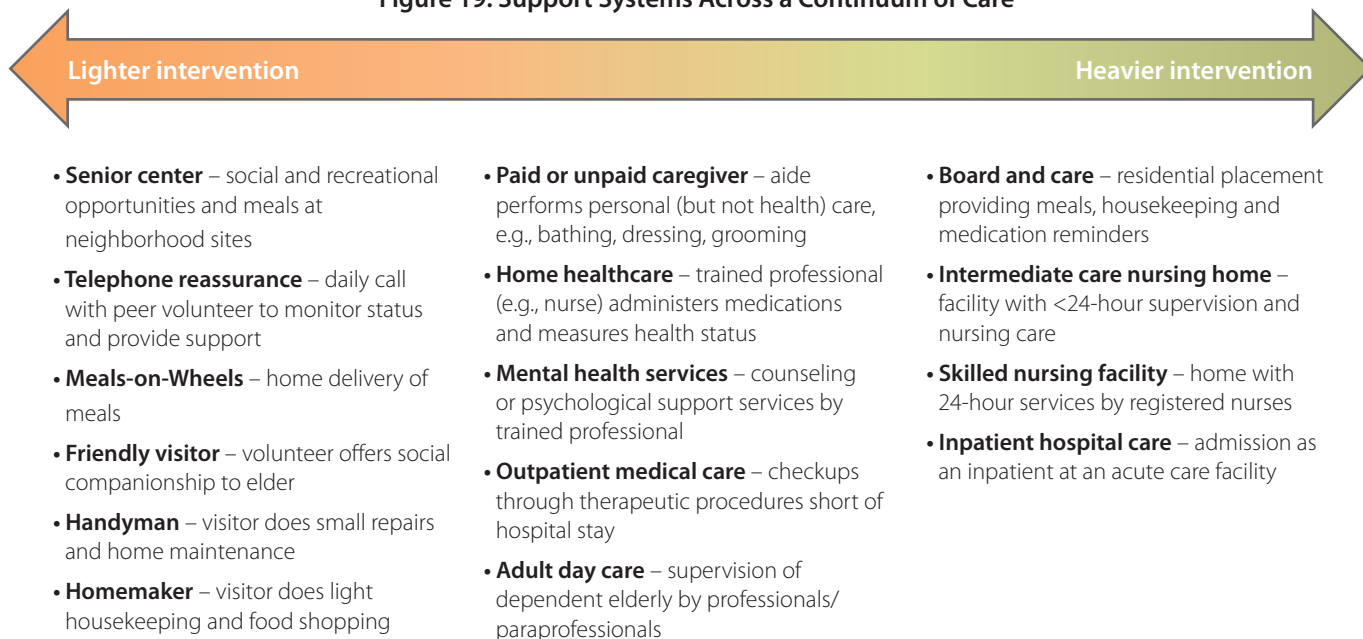 Figure 19. Support Systems Across a Continuum of Care
Lighter intervention
Heavier intervention
• Senior center – social and recreational
opportunities and meals at
neighborhood sites
• Telephone reassurance – daily call
with peer volunteer to monitor status
and provide support
• Meals-on-Wheels – home delivery of
meals
• Friendly visitor – volunteer offers social
companionship to elder
• Handyman – visitor does small repairs
and home maintenance
• Homemaker – visitor does light
housekeeping and food shopping
• Paid or unpaid caregiver – aide
performs personal (but not health) care,
e.g., bathing, dressing, grooming
• Home healthcare – trained professional
(e.g., nurse) administers medications
and measures health status
• Mental health services – counseling
or psychological support services by
trained professional
• Outpatient medical care – checkups
through therapeutic procedures short of
hospital stay
• Adult day care – supervision of
dependent elderly by professionals/
paraprofessionals
• Board and care – residential placement
providing meals, housekeeping and
medication reminders
• Intermediate care nursing home –
facility with <24-hour supervision and
nursing care
• Skilled nursing facility – home with
24-hour services by registered nurses
• Inpatient hospital care – admission as
an inpatient at an acute care facility